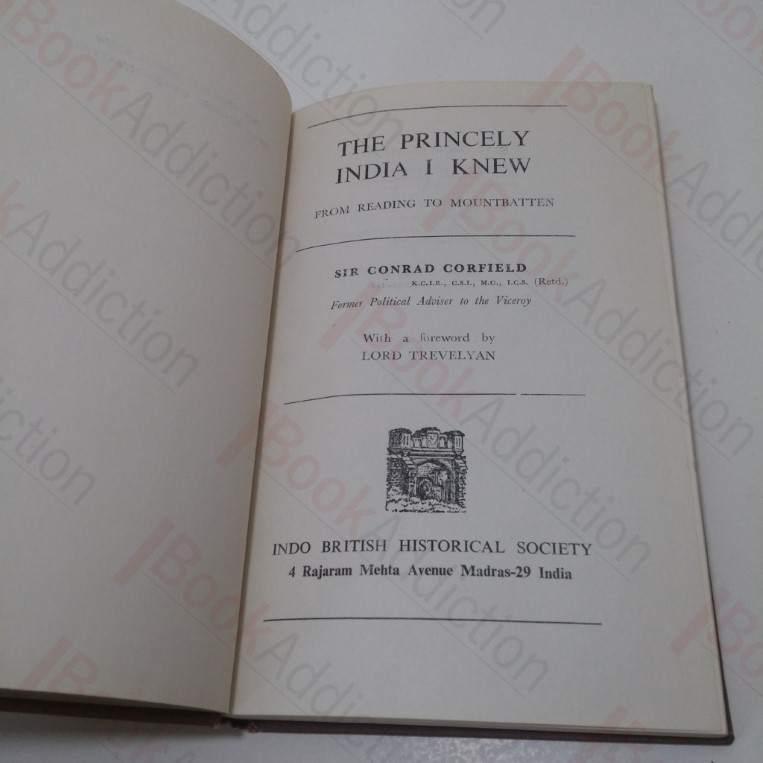 THE PRINCELY
INDIA I KNEW
FROM READING TO MOUNTBATTEN
SIR CONRAD CORFIELD
K.C.I.E., C.S.I., M.C., I.C.S. (Retd.)
Former Political Adviser to the Viceroy
With a foreword by
LORD TREVELYAN
INDO BRITISH HISTORICAL SOCIETY
4 Rajaram Mehta Avenue Madras-29 India
BookAddiction